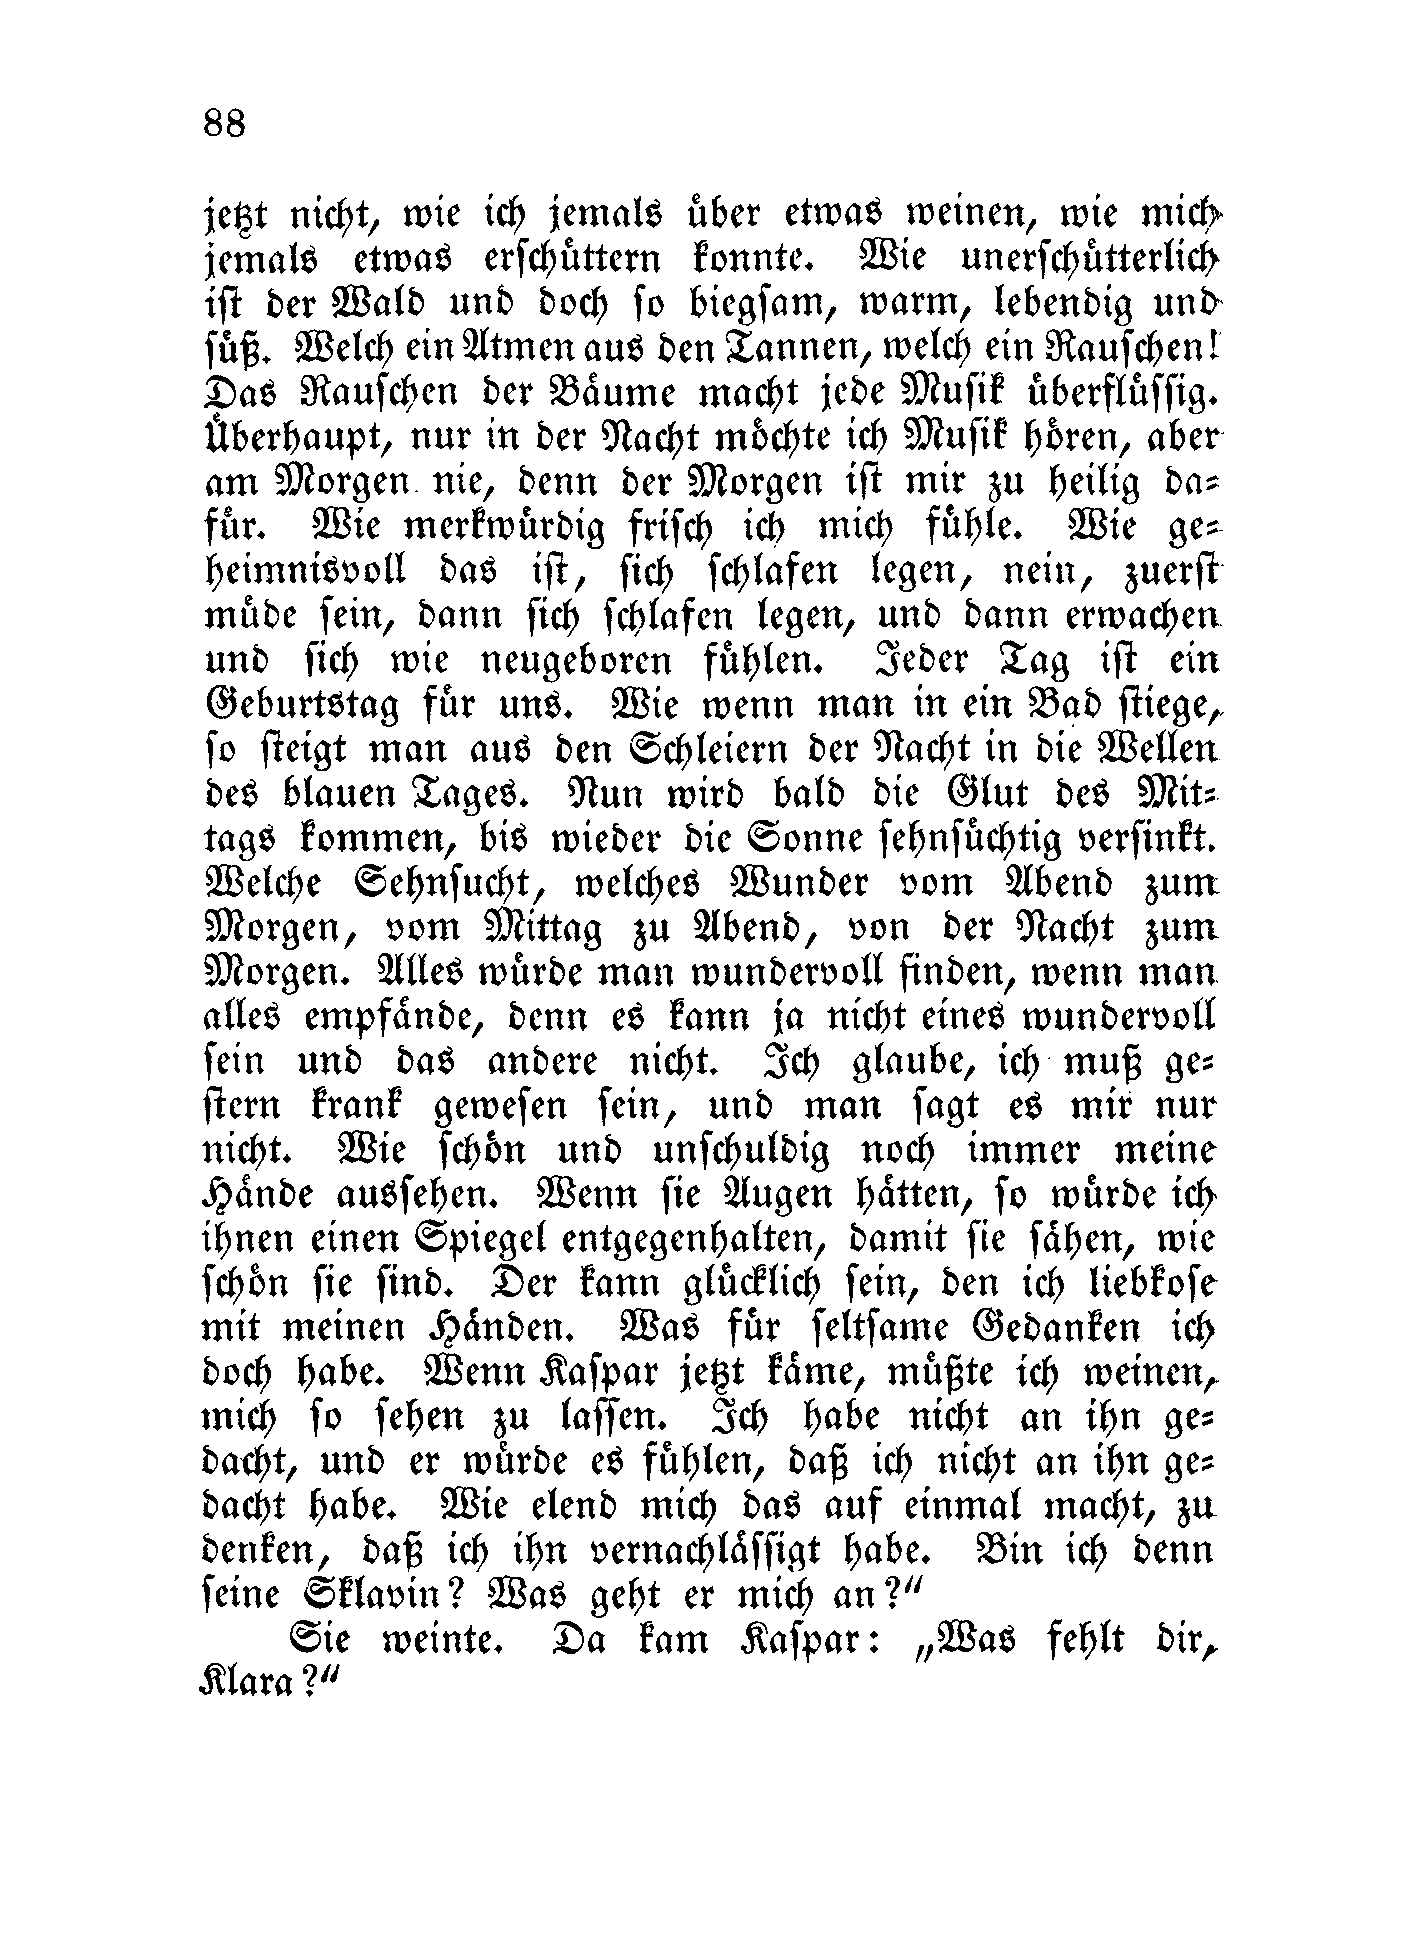 88
jetzt nicht, wie ich jemals über etwas weinen, wie mich
jemals etwas erschüttern konnte. Wie unerschütterlich
ist der Wald und doch so biegsam, warm, lebendig und
süß. Welch ein Atmen aus den Tannen, welch ein Rauschen!
Das Rauschen der Bäume macht jede Musik überflüssig.
Überhaupt, nur in der Nacht möchte ich Musik hören, aber
am Morgen nie, denn der Morgen ist mir zu heilig da-
für. Wie merkwürdig frisch ich mich fühle. Wie ge-
heimnisvoll das ist, sich schlafen legen, nein, zuerst
müde sein, dann sich schlafen legen, und dann erwachen
und sich wie neugeboren fühlen. Jeder Tag ist ein
Geburtstag für uns. Wie wenn man in ein Bad stiege,
so steigt man aus den Schleiern der Nacht in die Wellen
des blauen Tages. Nun wird bald die Glut des Mit-
tags kommen, bis wieder die Sonne sehnsüchtig versinkt.
Welche Sehnsucht, welches Wunder vom Abend zum
Morgen, vom Mittag zu Abend, von der Nacht zum
Morgen. Alles würde man wundervoll finden, wenn man
alles empfände, denn es kann ja nicht eines wundervoll
sein und das andere nicht. Ich glaube, ich muß ge-
stern krank gewesen sein, und man sagt es mir nur
nicht. Wie schön und unschuldig noch immer meine
Hände aussehen. Wenn sie Augen hätten, so würde ich
ihnen einen Spiegel entgegenhalten, damit sie sähen, wie
schön sie sind. Der kann glücklich sein, den ich liebkose
mit meinen Händen. Was für seltsame Gedanken ich
doch habe. Wenn Kaspar jetzt käme, müßte ich weinen,
mich so sehen zu lassen. Ich habe nicht an ihn ge-
dacht, und er würde es fühlen, daß ich nicht an ihn ge-
dacht habe. Wie elend mich das auf einmal macht, zu
denken, daß ich ihn vernachlässigt habe. Bin ich denn
seine Sklavin? Was geht er mich an?“
Sie weinte. Da kam Kaspar: „Was fehlt dir,
Klara?“